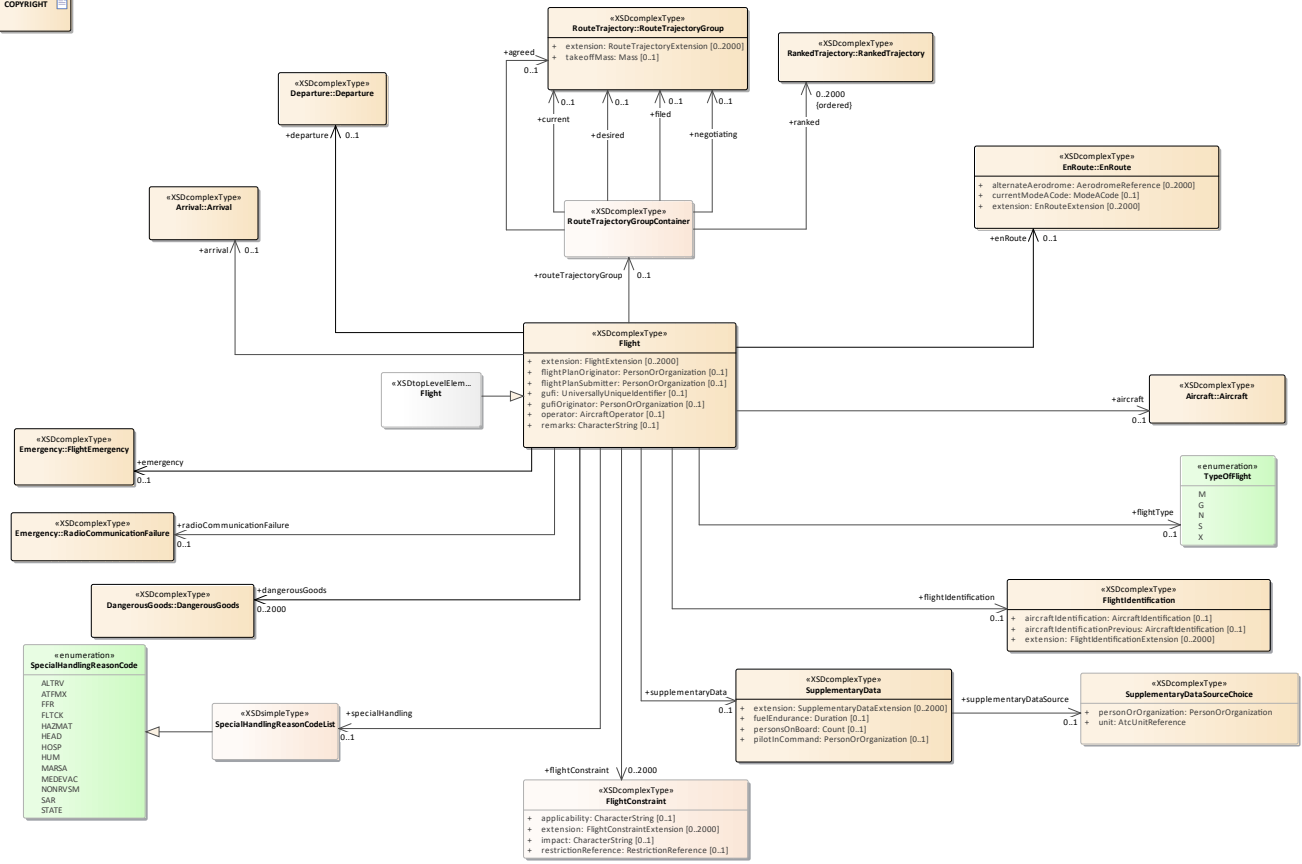 COPYRIGHT
«XSDcomplexType»
RouteTrajectory::RouteTrajectoryGroup
+ extension: RouteTrajectoryExtension [0..2000]
+ takeoffMass: Mass [0..1]
«XSDcomplexType»
RankedTrajectory::RankedTrajectory
+agreed
0..1
«XSDcomplexType»
Departure::Departure
0..1
0..1
0..1
0..1
0..2000
{ordered}
+current
+desired
+filed
+negotiating
+ranked
+departure
0..1
«XSDcomplexType»
EnRoute::EnRoute
+ alternateAerodrome: AerodromeReference [0..2000]
+ currentModeACode: ModeACode [0..1]
+ extension: EnRouteExtension [0..2000]
«XSDcomplexType»
Arrival::Arrival
«XSDcomplexType»
RouteTrajectoryGroupContainer
+arrival
0..1
+enRoute
0..1
+routeTrajectoryGroup
0..1
«XSDcomplexType»
Flight
+ extension: FlightExtension [0..2000]
+ flightPlanOriginator: PersonOrOrganization [0..1]
+ flightPlanSubmitter: PersonOrOrganization [0..1]
+ gufi: UniversallyUniqueIdentifier [0..1]
+ gufiOriginator: PersonOrOrganization [0..1]
+ operator: AircraftOperator [0..1]
+ remarks: CharacterString [0..1]
«XSDtopLevelElem...
Flight
«XSDcomplexType»
Aircraft::Aircraft
+aircraft
0..1
«XSDcomplexType»
Emergency::FlightEmergency
+emergency
0..1
«enumeration»
TypeOfFlight
M
G
N
S
X
+flightType
0..1
«XSDcomplexType»
Emergency::RadioCommunicationFailure
+radioCommunicationFailure
0..1
«XSDcomplexType»
DangerousGoods::DangerousGoods
+dangerousGoods
0..2000
+flightIdentification
0..1
«XSDcomplexType»
FlightIdentification
+ aircraftIdentification: AircraftIdentification [0..1]
+ aircraftIdentificationPrevious: AircraftIdentification [0..1]
+ extension: FlightIdentificationExtension [0..2000]
«enumeration»
SpecialHandlingReasonCode
ALTRV
ATFMX
FFR
FLTCK
HAZMAT
HEAD
HOSP
HUM
MARSA
MEDEVAC
NONRVSM
SAR
STATE
«XSDsimpleType»
SpecialHandlingReasonCodeList
+specialHandling
0..1
+supplementaryData
0..1
«XSDcomplexType»
SupplementaryData
+ extension: SupplementaryDataExtension [0..2000]
+ fuelEndurance: Duration [0..1]
+ personsOnBoard: Count [0..1]
+ pilotInCommand: PersonOrOrganization [0..1]
+supplementaryDataSource
0..1
«XSDcomplexType»
SupplementaryDataSourceChoice
+ personOrOrganization: PersonOrOrganization
+ unit: AtcUnitReference
+flightConstraint
0..2000
«XSDcomplexType»
FlightConstraint
+ applicability: CharacterString [0..1]
+ extension: FlightConstraintExtension [0..2000]
+ impact: CharacterString [0..1]
+ restrictionReference: RestrictionReference [0..1]